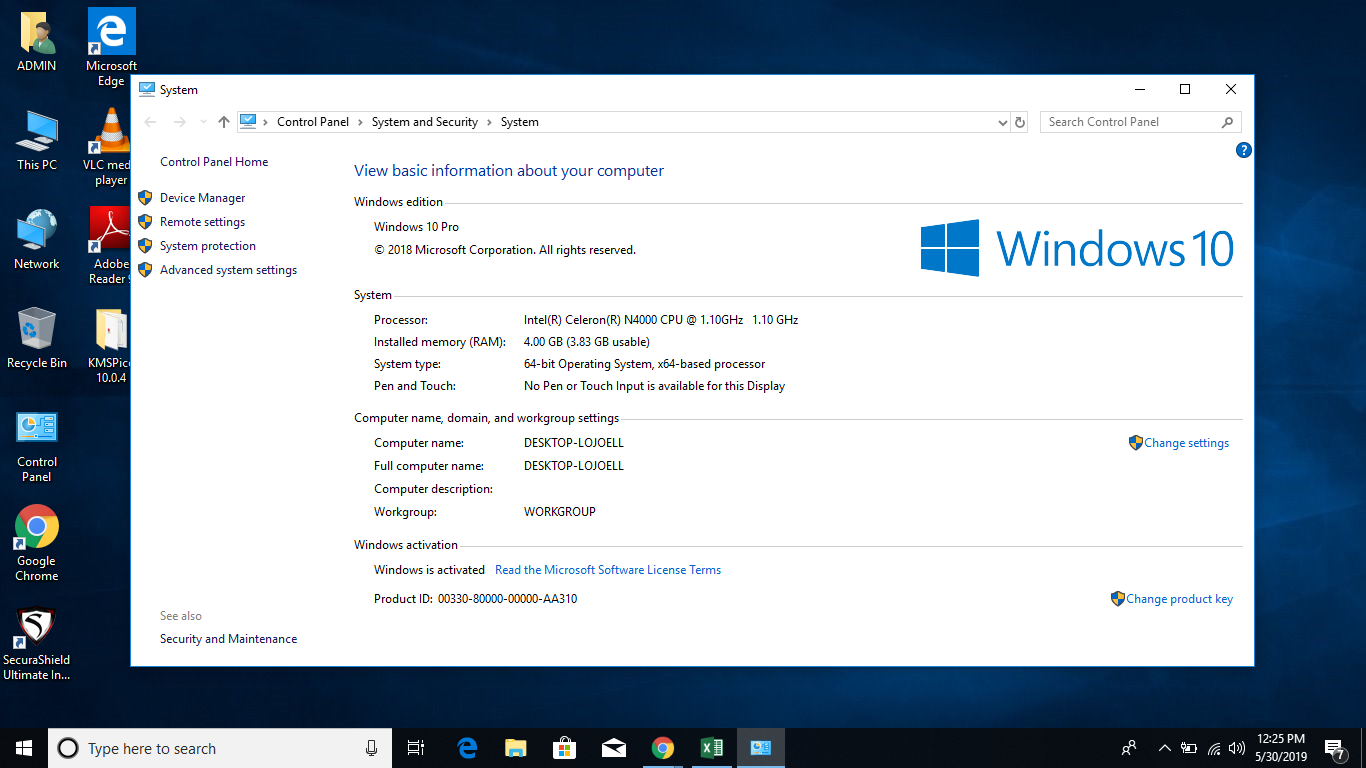 ADMIN
Microsoft
Edge
This PC
VLC med
player
Network
Adobe
Reader 9
Recycle Bin
KMSPico
10.0.4
Control
Panel
Google
Chrome
SecuraShield
Ultimate In...
System
Control Panel › System and Security › System
Search Control Panel
Control Panel Home
Device Manager
Remote settings
System protection
Advanced system settings
See also
Security and Maintenance
View basic information about your computer
Windows edition
Windows 10 Pro
© 2018 Microsoft Corporation. All rights reserved.
Windows 10
System
Processor: Intel(R) Celeron(R) N4000 CPU @ 1.10GHz 1.10 GHz
Installed memory (RAM): 4.00 GB (3.83 GB usable)
System type: 64-bit Operating System, x64-based processor
Pen and Touch: No Pen or Touch Input is available for this Display
Computer name, domain, and workgroup settings
Computer name: DESKTOP-LOJOELL
Change settings
Full computer name: DESKTOP-LOJOELL
Computer description:
Workgroup: WORKGROUP
Windows activation
Windows is activated Read the Microsoft Software License Terms
Product ID: 00330-80000-00000-AA310
Change product key
Type here to search
12:25 PM
5/30/2019
7